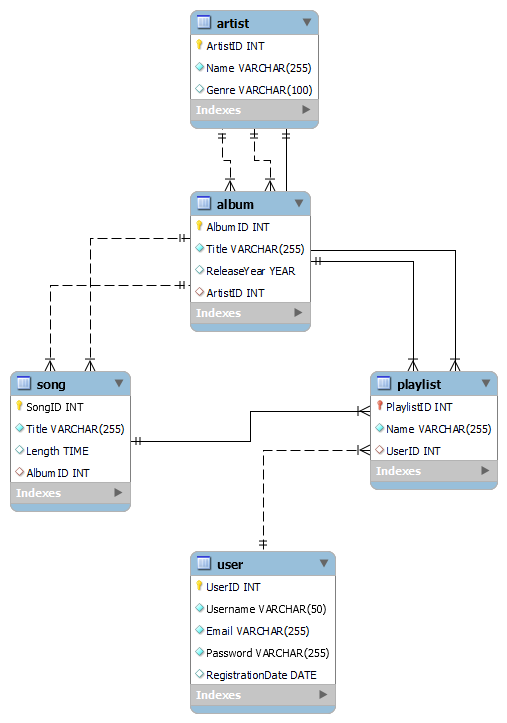 artist
ArtistID INT
Name VARCHAR(255)
Genre VARCHAR(100)
Indexes
album
AlbumID INT
Title VARCHAR(255)
ReleaseYear YEAR
ArtistID INT
Indexes
song
SongID INT
Title VARCHAR(255)
Length TIME
AlbumID INT
Indexes
playlist
PlaylistID INT
Name VARCHAR(255)
UserID INT
Indexes
user
UserID INT
Username VARCHAR(50)
Email VARCHAR(255)
Password VARCHAR(255)
RegistrationDate DATE
Indexes